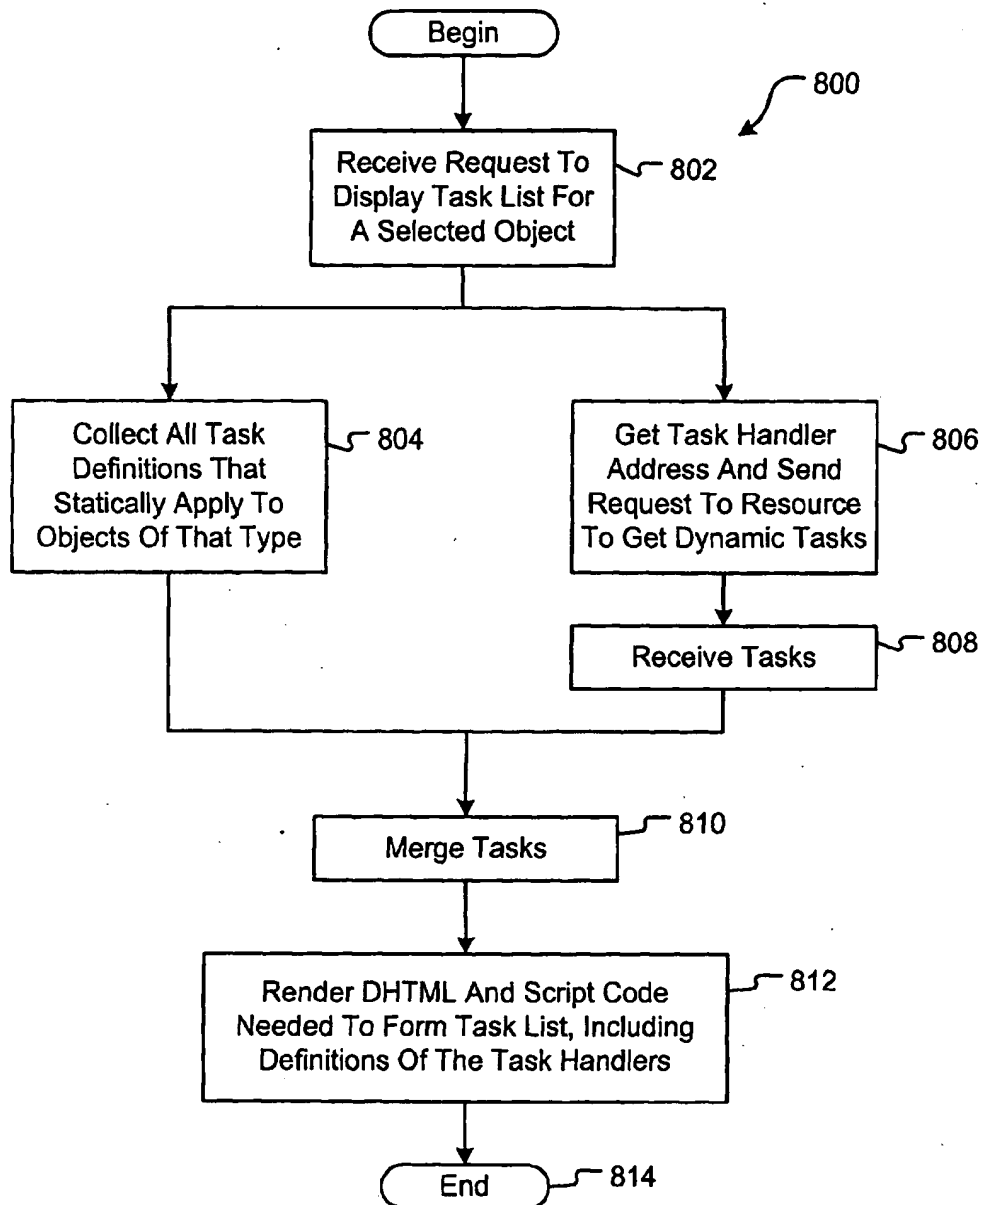 Begin
800
Receive Request To
Display Task List For
A Selected Object
802
Collect All Task
Definitions That
Statically Apply To
Objects Of That Type
804
Get Task Handler
Address And Send
Request To Resource
To Get Dynamic Tasks
806
Receive Tasks
808
Merge Tasks
810
Render DHTML And Script Code
Needed To Form Task List, Including
Definitions Of The Task Handlers
812
End
814